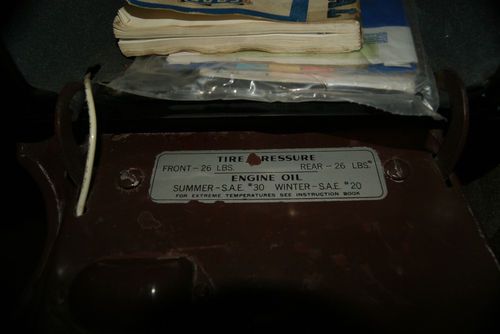 TIRE PRESSURE
FRONT-26 LBS. REAR-26 LBS.
ENGINE OIL
SUMMER-S.A.E. #30 WINTER-S.A.E. #20
FOR EXTREME TEMPERATURES SEE INSTRUCTION BOOK